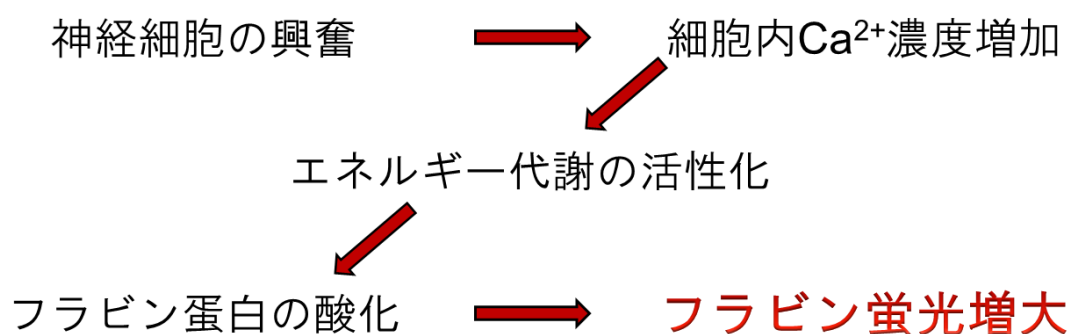 神経細胞の興奮
細胞内Ca²⁺濃度増加
エネルギー代謝の活性化
フラビン蛋白の酸化
フラビン蛍光増大